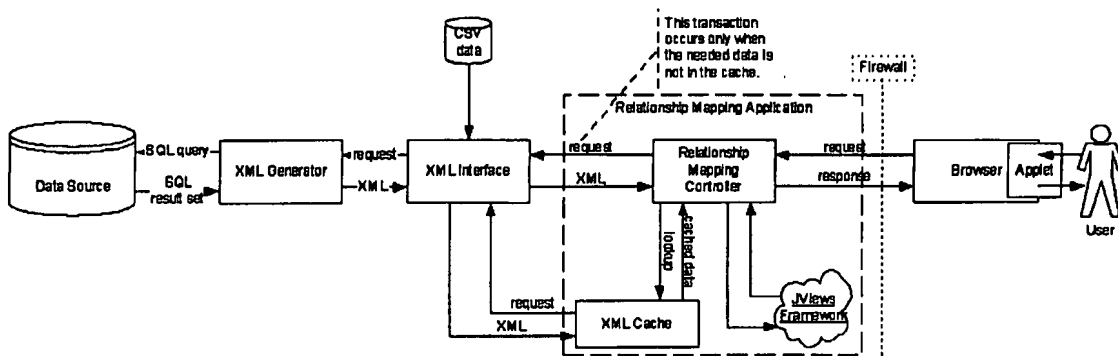 CSV
data
This transaction
occurs only when
the needed data is
not in the cache.
Firewall
Relationship Mapping Application
Data Source
SQL query
SQL
result set
XML Generator
request
XML
XML Interface
request
XML
Relationship
Mapping
Controller
request
response
Browser
Applet
User
lookup
cached data
request
XML
XML Cache
JViews
Framework